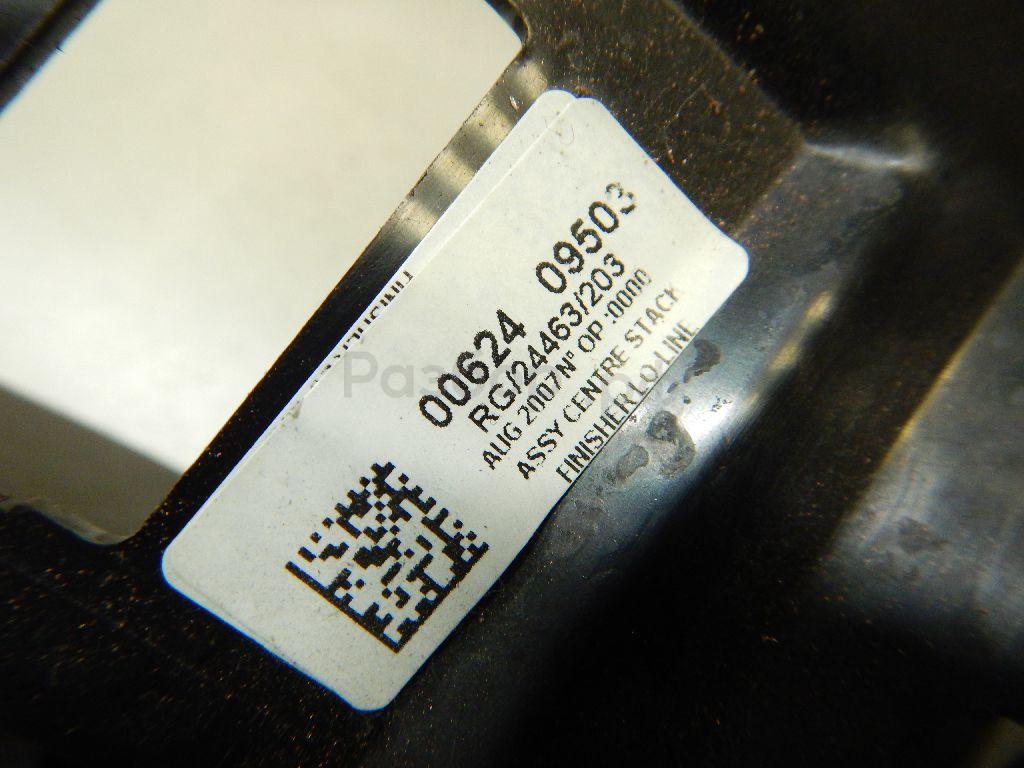 00624 09503
RG/24463/203
AUG 2007 Nº OP :0000
ASSY CENTRE STACK
FINISHER LO-LINE